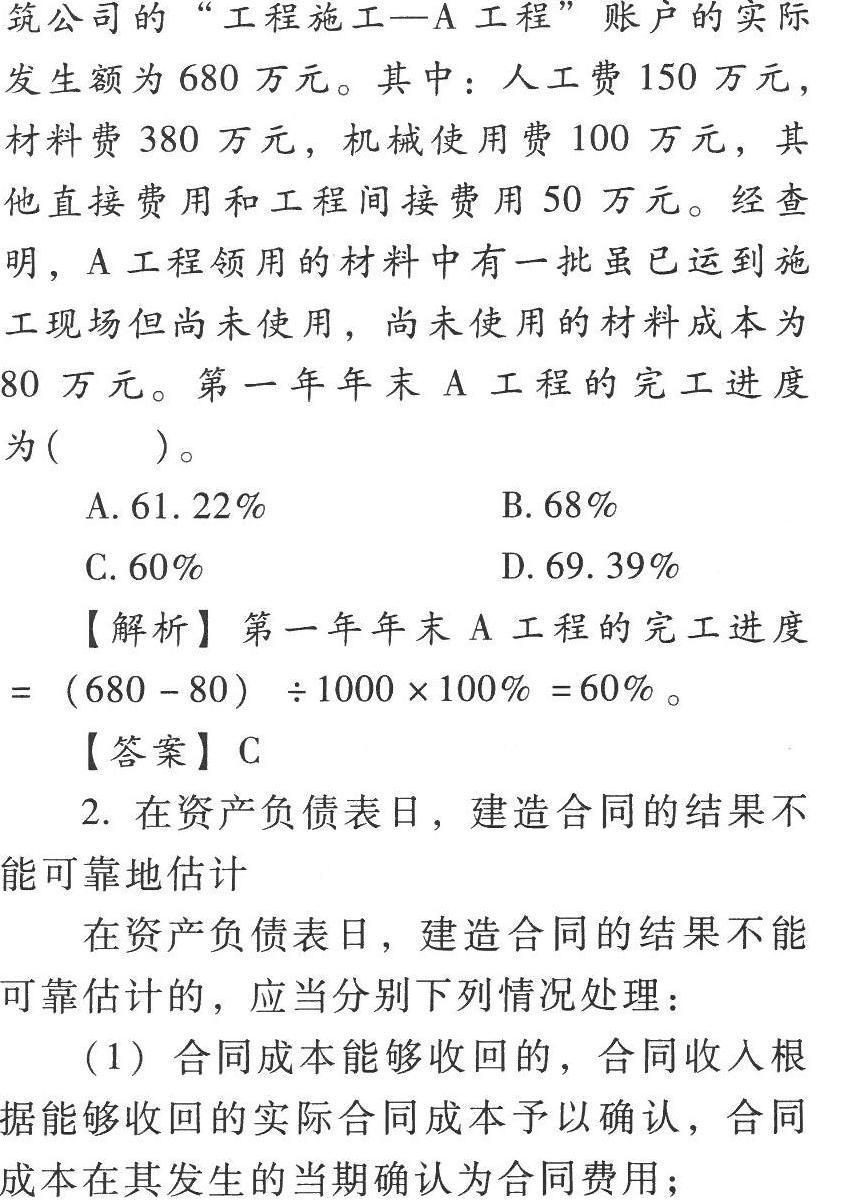 筑公司的“工程施工—A 工程”账户的实际
发生额为 680 万元。其中：人工费 150 万元，
材料费 380 万元，机械使用费 100 万元，其
他直接费用和工程间接费用 50 万元。经查
明，A 工程领用的材料中有一批虽已运到施
工现场但尚未使用，尚未使用的材料成本为
80 万元。第一年年末 A 工程的完工进度
为(　　)。
A. 61. 22%　　B. 68%
C. 60%　　D. 69. 39%
【解析】第一年年末 A 工程的完工进度
=（680 - 80）÷1000 × 100% = 60%。
【答案】C
2. 在资产负债表日，建造合同的结果不
能可靠地估计
在资产负债表日，建造合同的结果不能
可靠估计的，应当分别下列情况处理：
（1）合同成本能够收回的，合同收入根
据能够收回的实际合同成本予以确认，合同
成本在其发生的当期确认为合同费用；